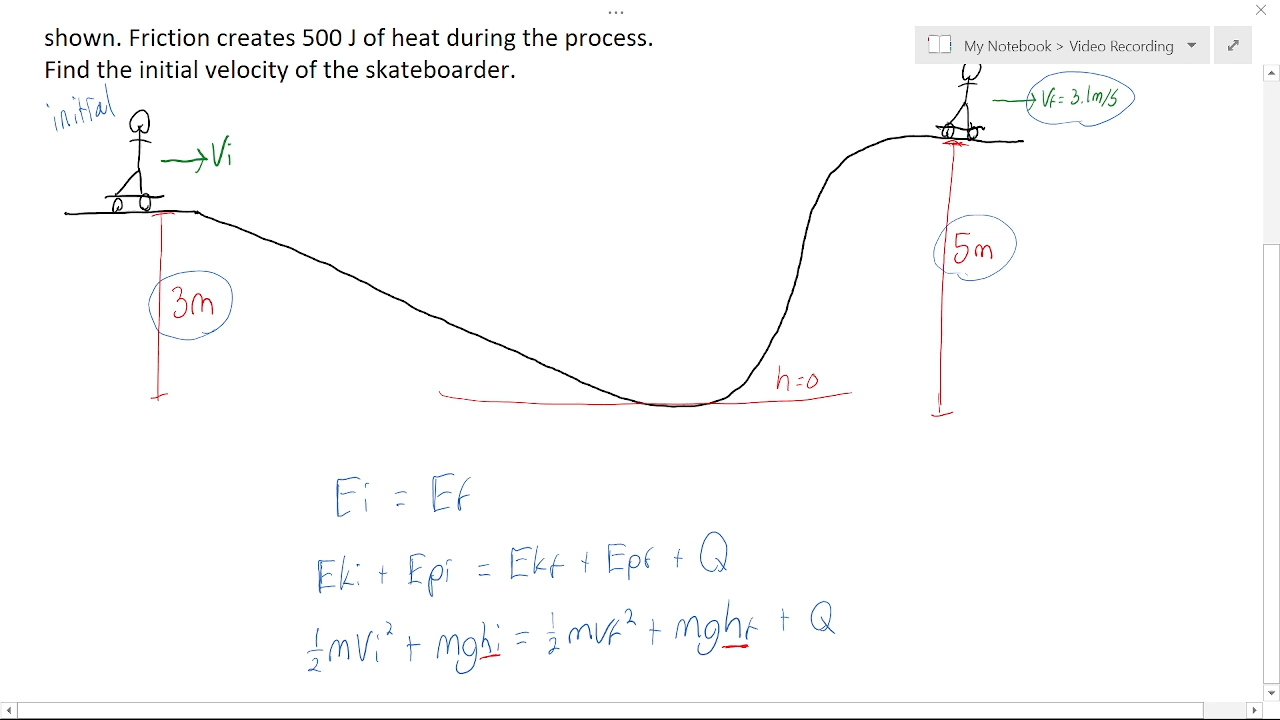 My Notebook > Video Recording
shown. Friction creates 500 J of heat during the process.
Find the initial velocity of the skateboarder.
initial
Vi
Vf = 3.1m/s
3m
5m
h=0
Ei = Ef
Eki + Epi = Ekf + Epf + Q
½mVi² + mghi = ½mVf² + mghf + Q